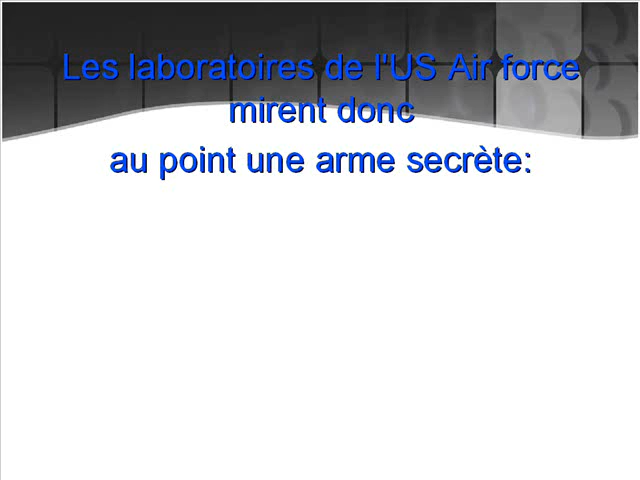 Les laboratoires de l'US Air force
mirent donc
au point une arme secrète: